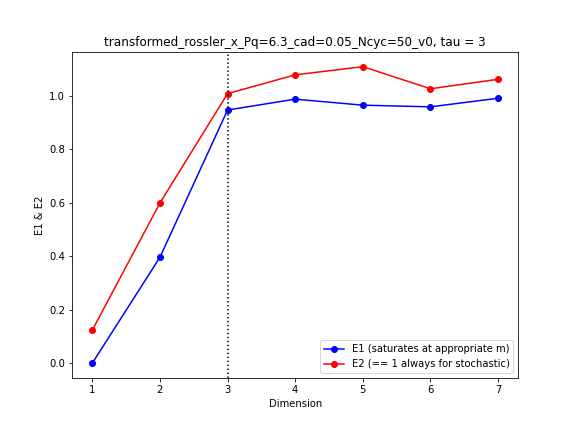 transformed_rossler_x_Pq=6.3_cad=0.05_Ncyc=50_v0, tau = 3
E1 & E2
1.0
0.8
0.6
0.4
0.2
0.0
E1 (saturates at appropriate m)
E2 (== 1 always for stochastic)
1 2 3 4 5 6 7
Dimension